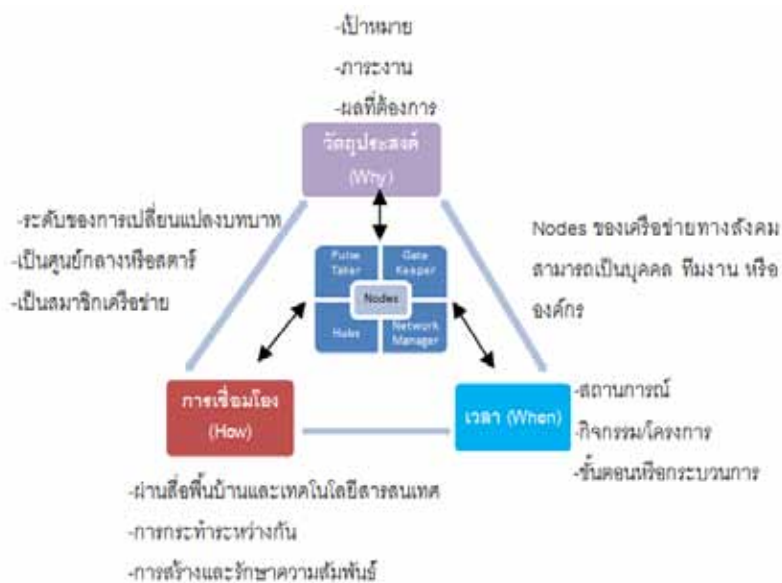 -เป้าหมาย
-ภาระงาน
-ผลที่ต้องการ
วัตถุประสงค์
(Why)
-ระดับของการเปลี่ยนแปลงบทบาท
-เป็นศูนย์กลางหรือสตาร์
-เป็นสมาชิกเครือข่าย
Nodes ของเครือข่ายทางสังคม
สามารถเป็นบุคคล ทีมงาน หรือ
องค์กร
Pulse
Taker
Gate
Keeper
Nodes
Hubs
Network
Manager
การเชื่อมโยง
(How)
เวลา (When)
-สถานการณ์
-กิจกรรม/โครงการ
-ขั้นตอนหรือกระบวนการ
-ผ่านสื่อพื้นบ้านและเทคโนโลยีสารสนเทศ
-การกระทำระหว่างกัน
-การสร้างและรักษาความสัมพันธ์